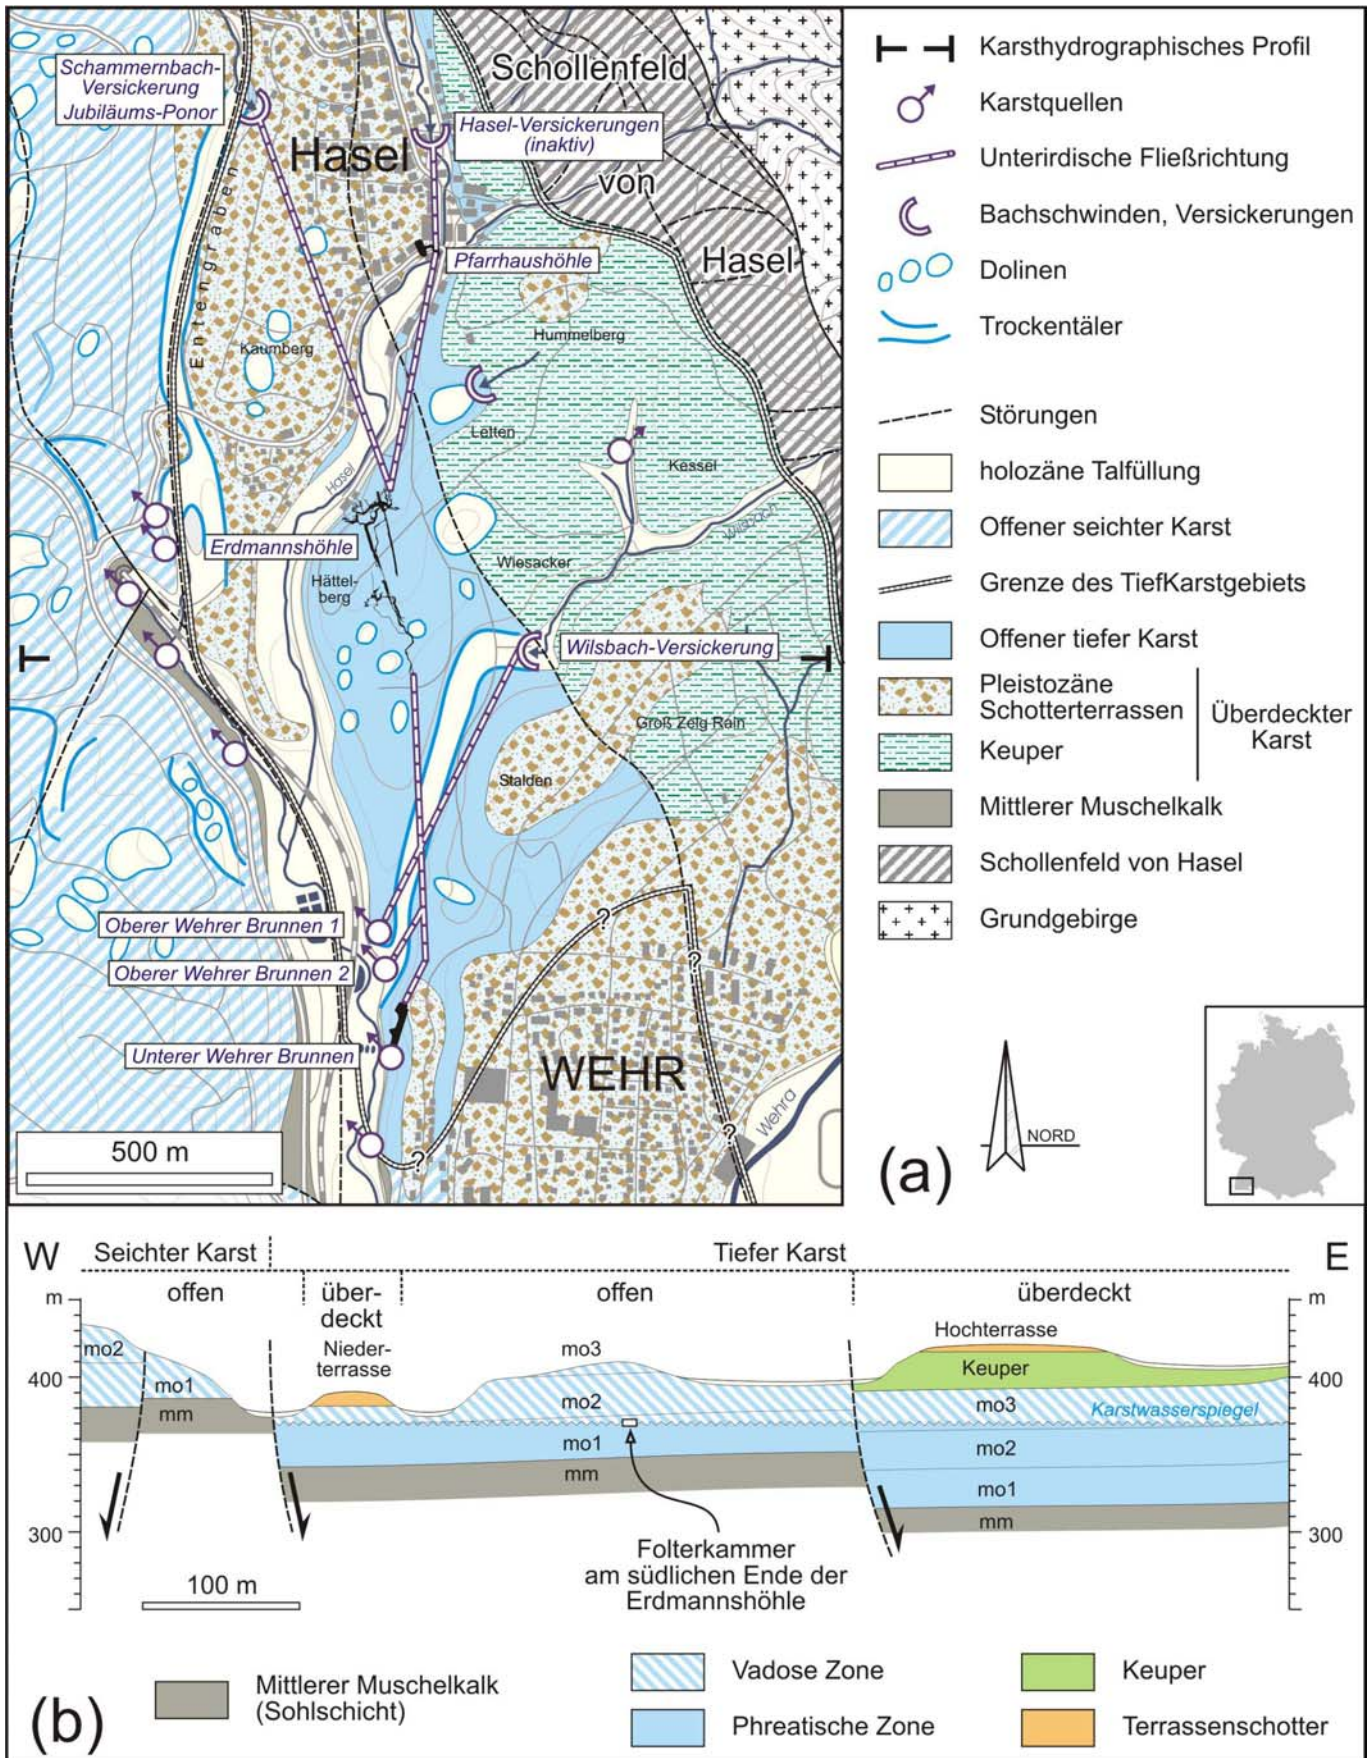 Schammernbach-
Versickerung
Jubiläums-Ponor
Hasel
Hasel-Versickerungen
(inaktiv)
Schollenfeld
von
Hasel
Entengraben
Pfarrhaushöhle
Kaumberg
Hummelberg
Letten
Kessel
Hasel
Wilsbach
Erdmannshöhle
Wiesacker
Hättel-
berg
Wilsbach-Versickerung
Groß Zelg Rain
Stalden
Oberer Wehrer Brunnen 1
Oberer Wehrer Brunnen 2
Unterer Wehrer Brunnen
?
?
?
?
WEHR
Wehra
500 m
Karsthydrographisches Profil
Karstquellen
Unterirdische Fließrichtung
Bachschwinden, Versickerungen
Dolinen
Trockentäler
Störungen
holozäne Talfüllung
Offener seichter Karst
Grenze des TiefKarstgebiets
Offener tiefer Karst
Pleistozäne
Schotterterrassen
Keuper
Überdeckter
Karst
Mittlerer Muschelkalk
Schollenfeld von Hasel
Grundgebirge
(a)
NORD
W
Seichter Karst
Tiefer Karst
E
offen
über-
deckt
offen
überdeckt
m
m
Nieder-
terrasse
Hochterrasse
mo3
mo2
Keuper
400
400
mo1
mo2
mo3
Karstwasserspiegel
mm
mo1
mo2
mm
mo1
mm
300
300
Folterkammer
am südlichen Ende der
Erdmannshöhle
100 m
(b)
Mittlerer Muschelkalk
(Sohlschicht)
Vadose Zone
Phreatische Zone
Keuper
Terrassenschotter